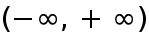 (−∞, + ∞)